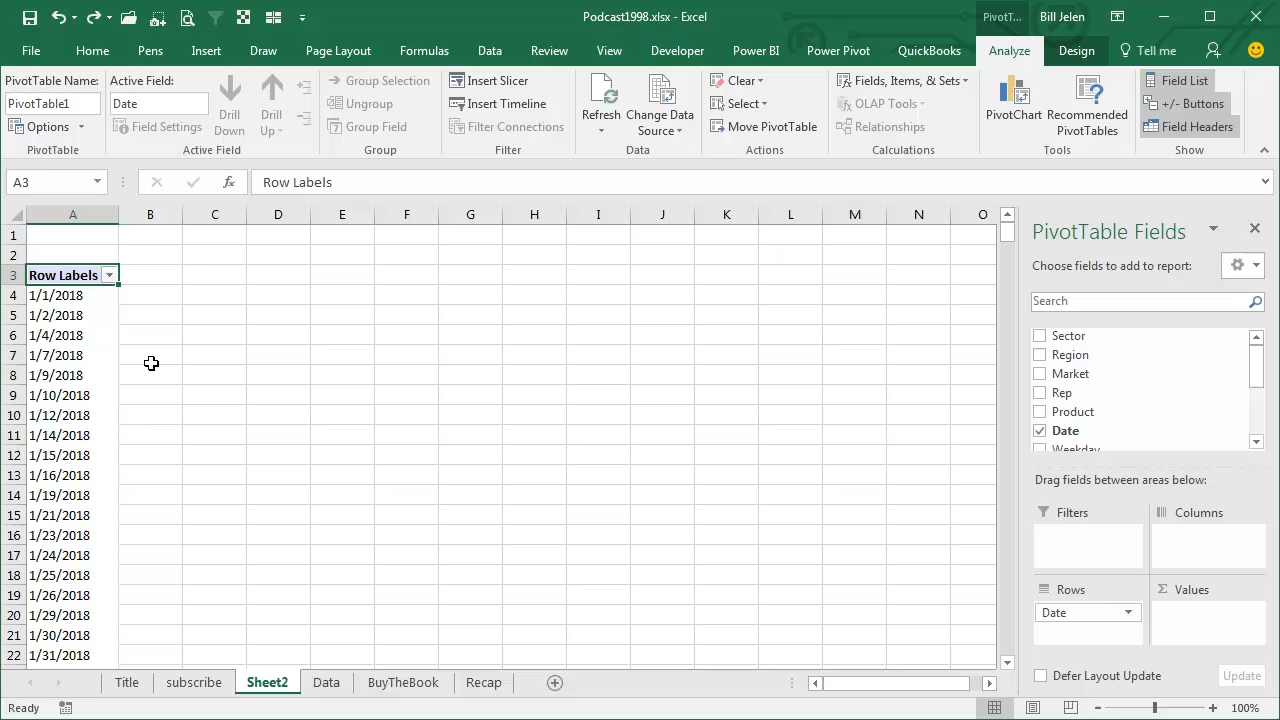 Podcast1998.xlsx - Excel
PivotT...
Bill Jelen
File
Home
Pens
Insert
Draw
Page Layout
Formulas
Data
Review
View
Developer
Power BI
Power Pivot
QuickBooks
Analyze
Design
Tell me
PivotTable Name:
PivotTable1
Options
PivotTable
Active Field:
Date
Field Settings
Drill
Down
Drill
Up
Active Field
Group Selection
Ungroup
Group Field
Group
Insert Slicer
Insert Timeline
Filter Connections
Filter
Refresh
Change Data
Source
Data
Clear
Select
Move PivotTable
Actions
Fields, Items, & Sets
OLAP Tools
Relationships
Calculations
PivotChart
Recommended
PivotTables
Tools
Field List
+/- Buttons
Field Headers
Show
A3
fx
Row Labels
A B C D E F G H I J K L M N O
1
2
3 Row Labels
4 1/1/2018
5 1/2/2018
6 1/4/2018
7 1/7/2018
8 1/9/2018
9 1/10/2018
10 1/12/2018
11 1/14/2018
12 1/15/2018
13 1/16/2018
14 1/19/2018
15 1/21/2018
16 1/23/2018
17 1/24/2018
18 1/25/2018
19 1/26/2018
20 1/29/2018
21 1/30/2018
22 1/31/2018
PivotTable Fields
Choose fields to add to report:
Search
Sector
Region
Market
Rep
Product
Date
Weekday
Drag fields between areas below:
Filters
Columns
Rows
Σ Values
Date
Defer Layout Update
Update
Title
subscribe
Sheet2
Data
BuyTheBook
Recap
Ready
100%